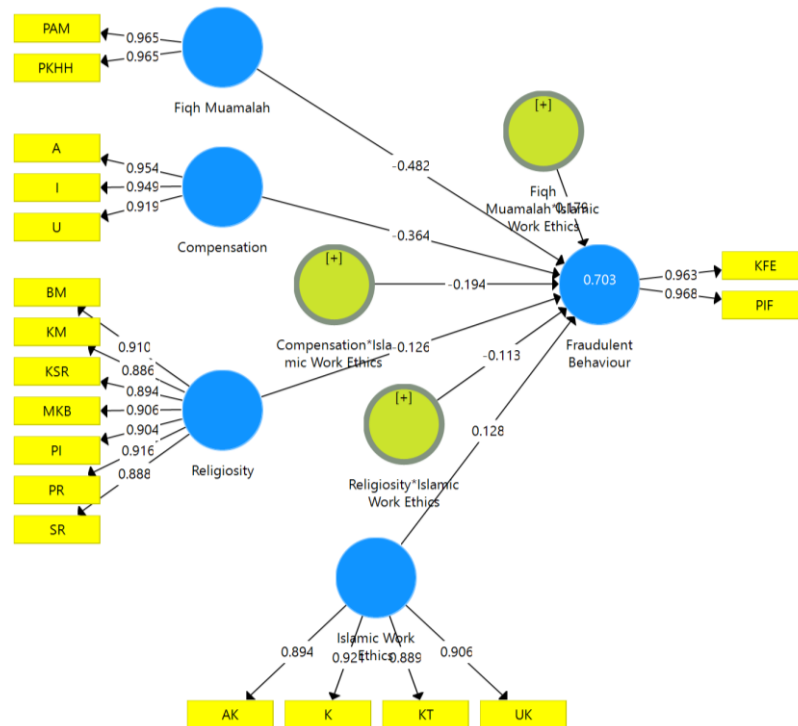 PAM
0.965
PKHH
0.965
Fiqh Muamalah
A
0.954
I
0.949
U
0.919
Compensation
BM
0.910
KM
0.886
KSR
0.894
MKB
0.906
PI
0.904
PR
0.916
SR
0.888
Religiosity
-0.482
-0.364
-0.194
-0.126
-0.113
0.128
[+]
Fiqh
Muamalah*Islamic
Work Ethics
[+]
Compensation*Isla
mic Work Ethics
[+]
Religiosity*Islamic
Work Ethics
0.703
Fraudulent
Behaviour
0.963
KFE
0.968
PIF
Islamic Work
Ethics
0.894
0.889
0.906
AK
K
KT
UK